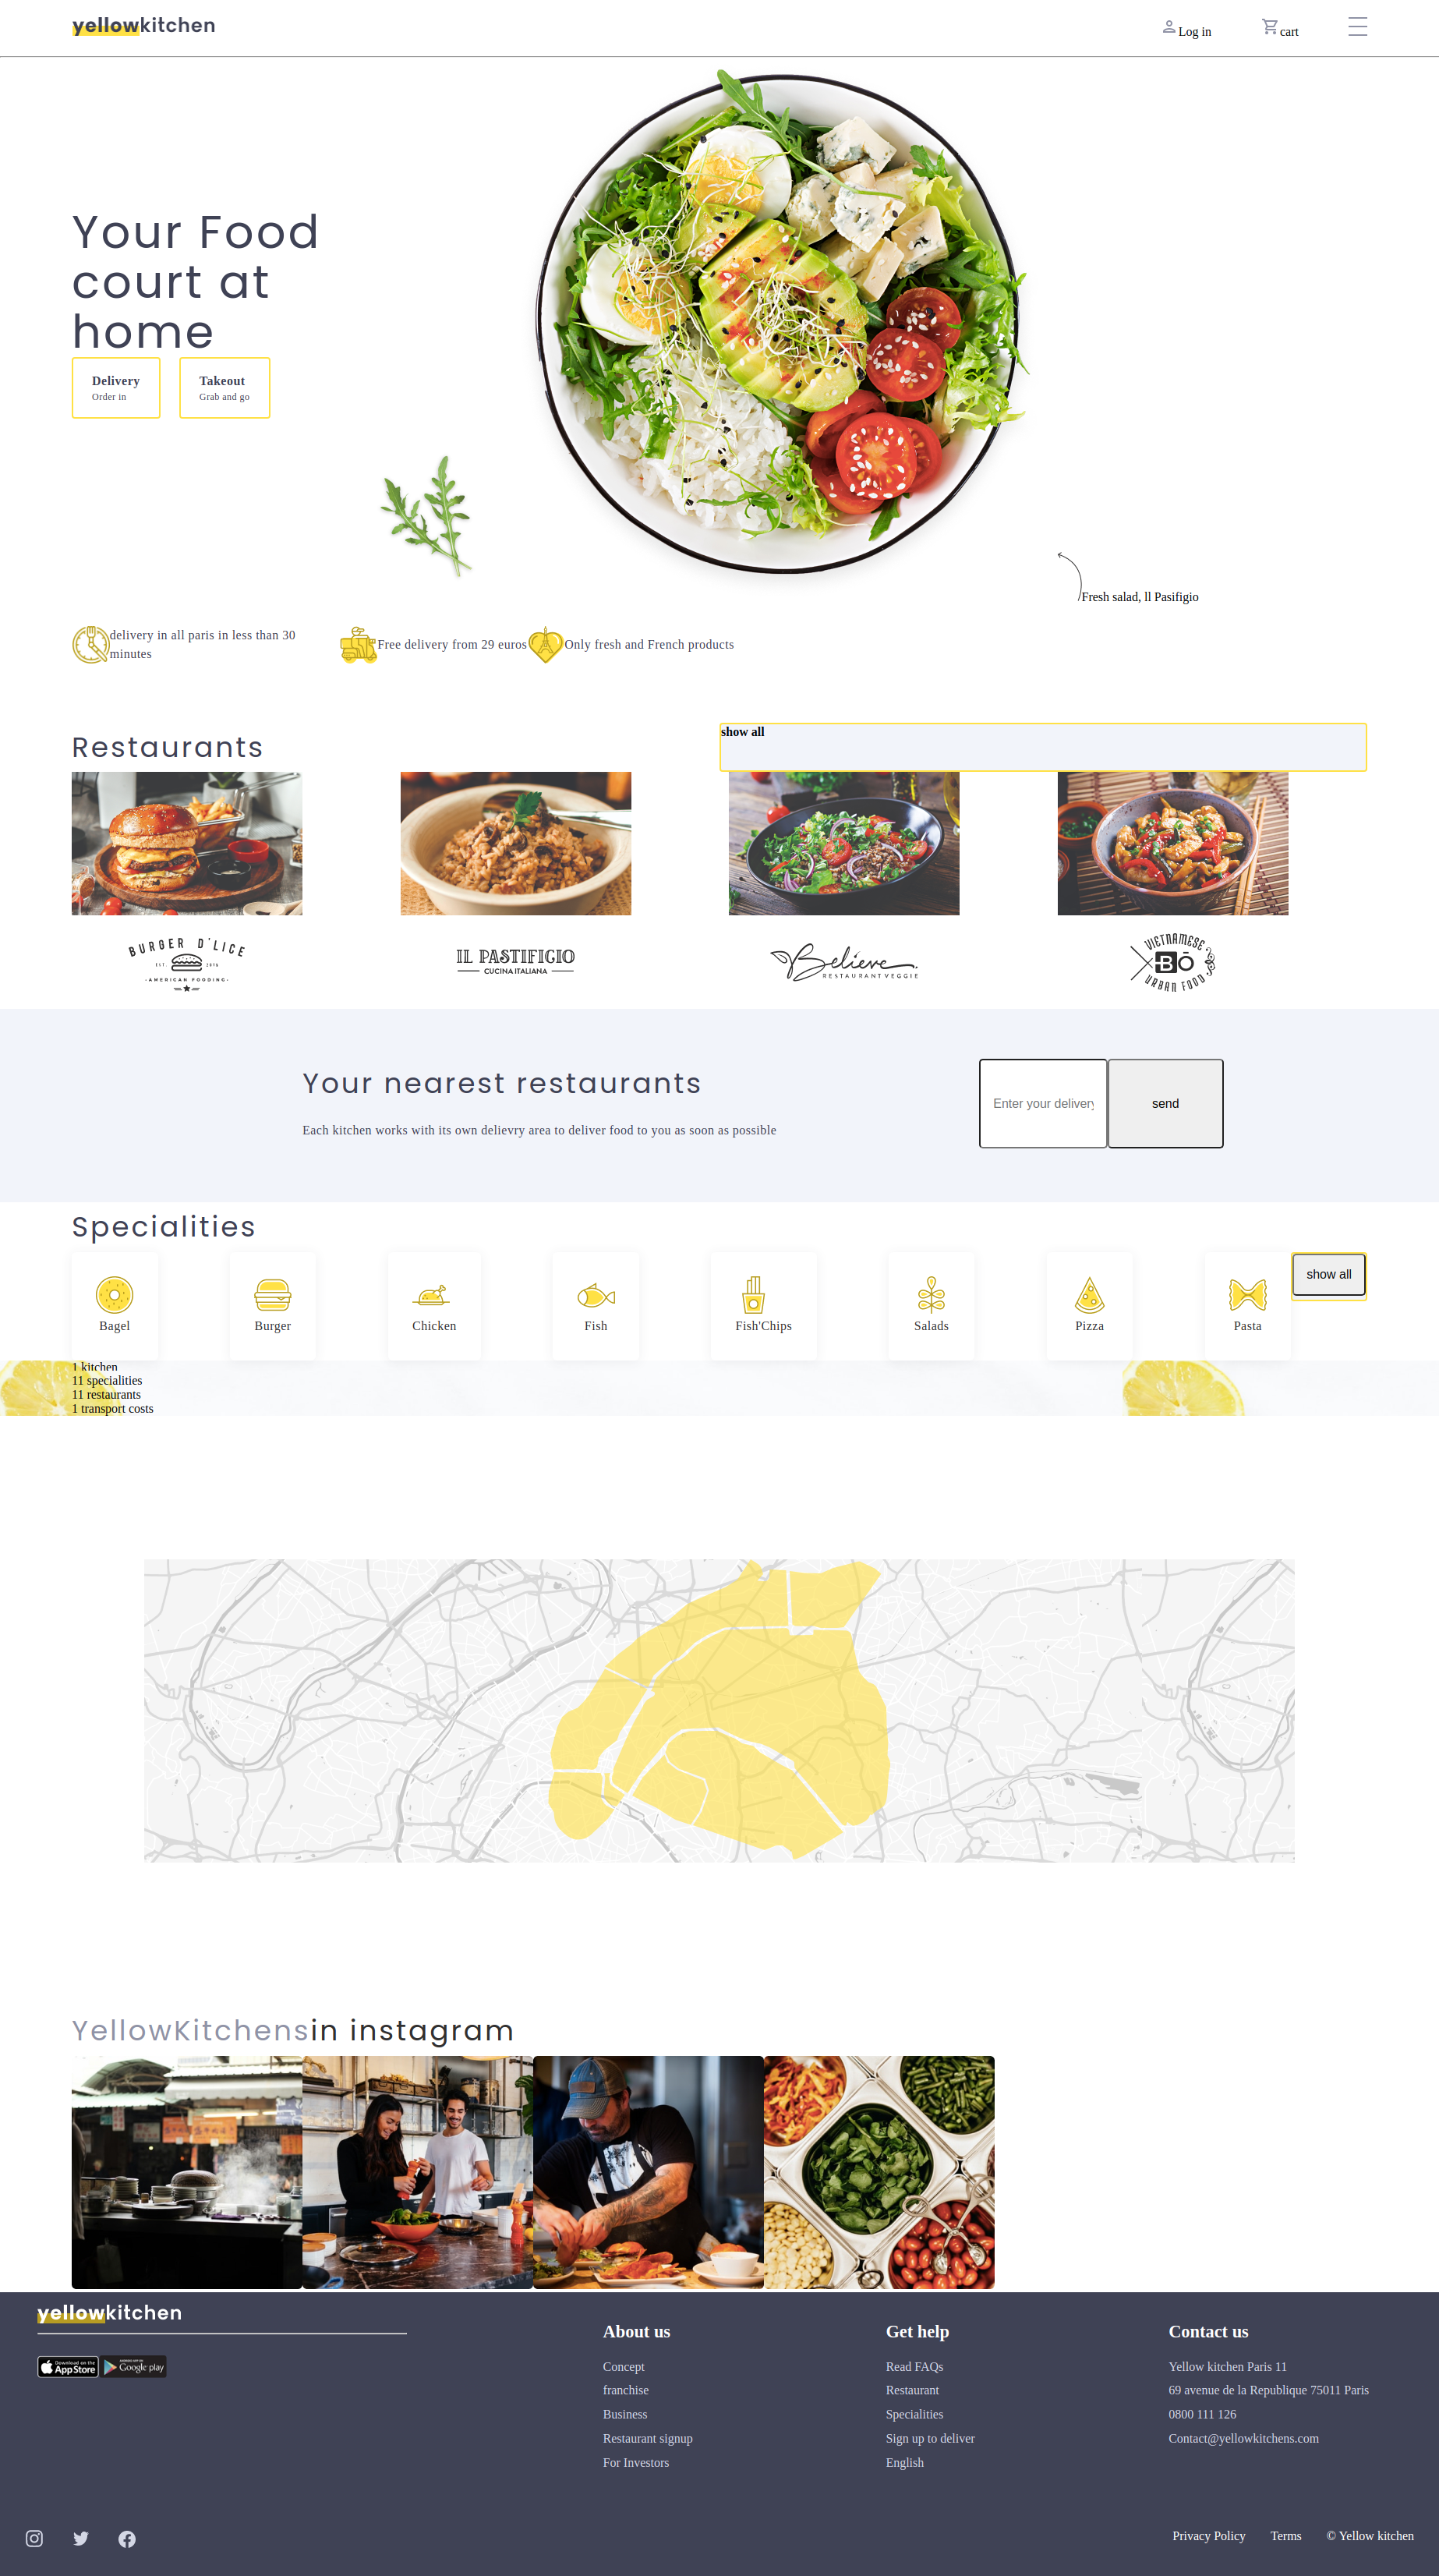 yellowkitchen
Log in
cart
Your Food
court at
home
Delivery
Order in
Takeout
Grab and go
Fresh salad, ll Pasifigio
delivery in all paris in less than 30
minutes
Free delivery from 29 euros
Only fresh and French products
Restaurants
show all
BURGER D'LICE
EST. 2016
AMERICAN FOODING
IL PASTIFICIO
CUCINA ITALIANA
Believe
RESTAURANT VEGGIE
VIETNAMESE
BÔ
URBAN FOOD
Your nearest restaurants
Each kitchen works with its own delievry area to deliver food to you as soon as possible
Enter your delivery
send
Specialities
Bagel
Burger
Chicken
Fish
Fish'Chips
Salads
Pizza
Pasta
show all
1 kitchen
11 specialities
11 restaurants
1 transport costs
YellowKitchensin instagram
yellowkitchen
Download on the
App Store
Google play
About us
Concept
franchise
Business
Restaurant signup
For Investors
Get help
Read FAQs
Restaurant
Specialities
Sign up to deliver
English
Contact us
Yellow kitchen Paris 11
69 avenue de la Republique 75011 Paris
0800 111 126
Contact@yellowkitchens.com
Privacy Policy
Terms
© Yellow kitchen